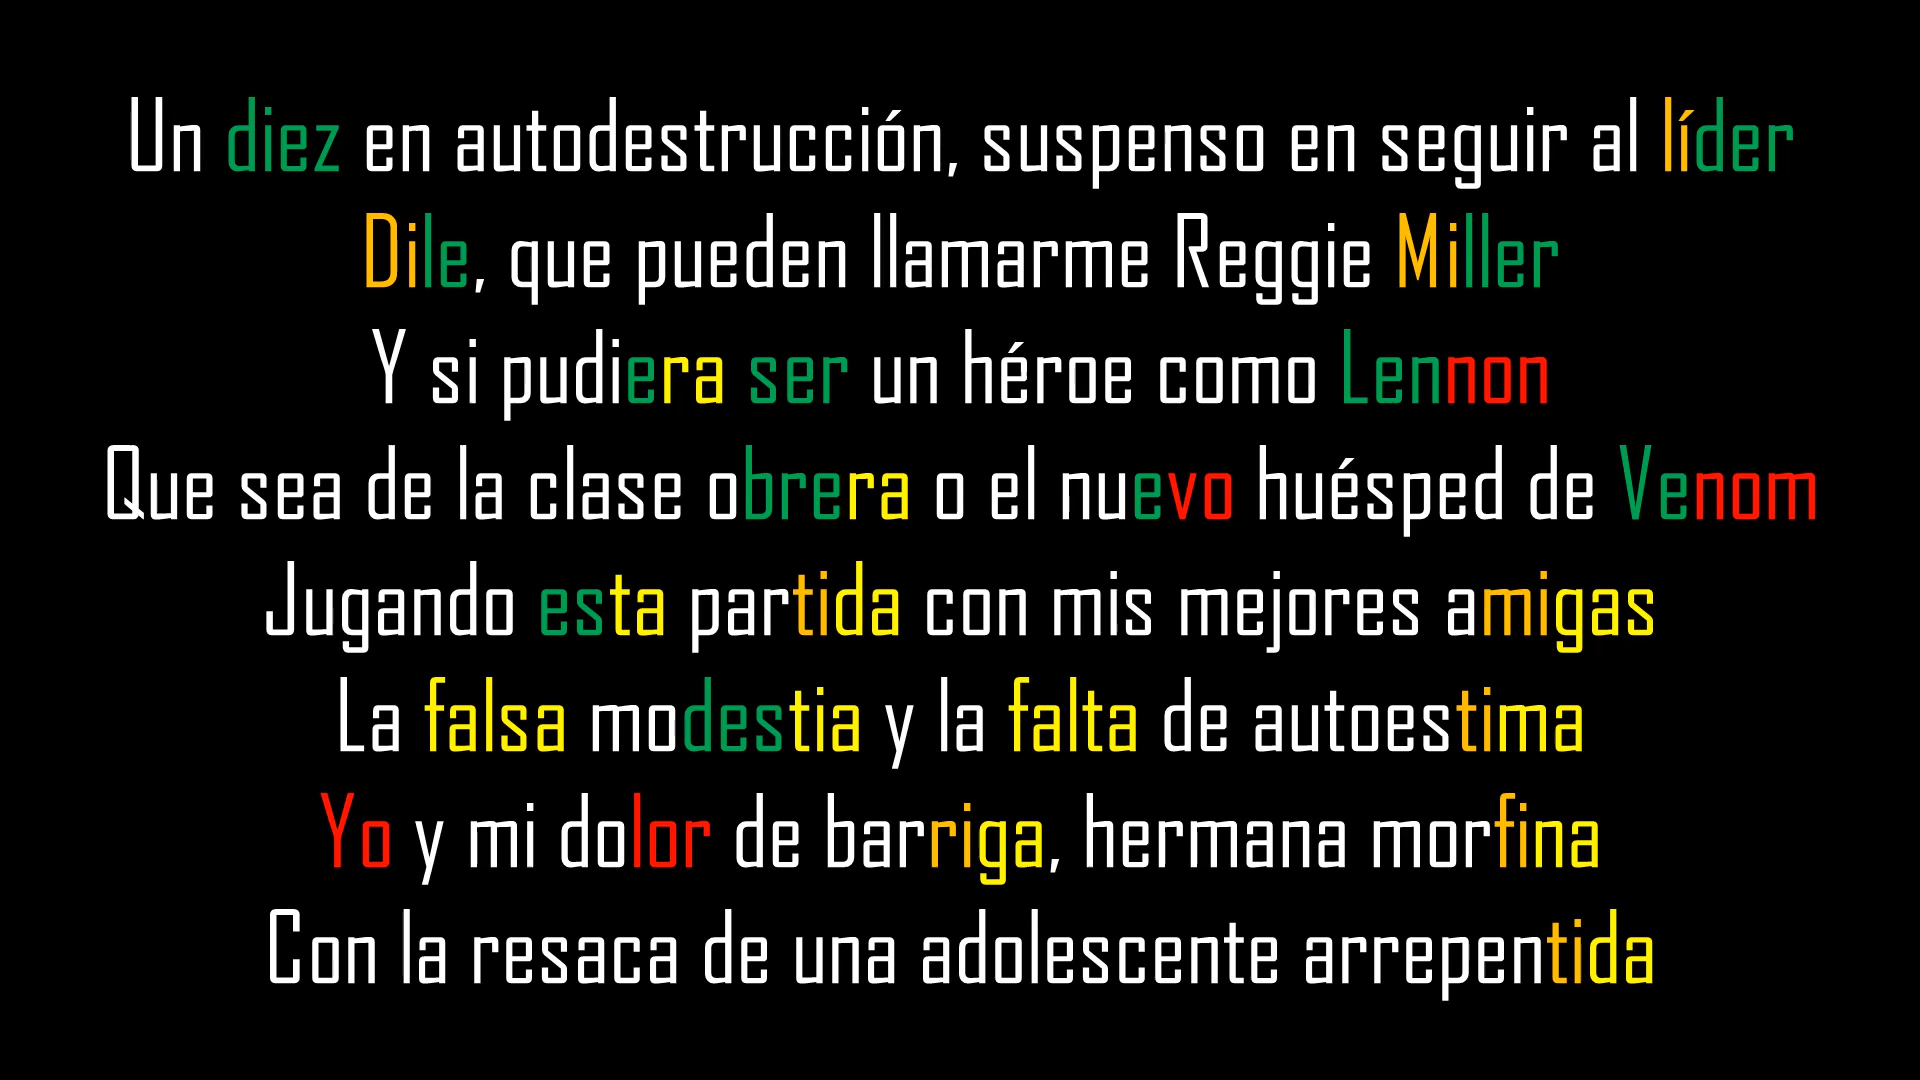 Un diez en autodestrucción, suspenso en seguir al líder
Dile, que pueden llamarme Reggie Miller
Y si pudiera ser un héroe como Lennon
Que sea de la clase obrera o el nuevo huésped de Venom
Jugando esta partida con mis mejores amigas
La falsa modestia y la falta de autoestima
Yo y mi dolor de barriga, hermana morfina
Con la resaca de una adolescente arrepentida